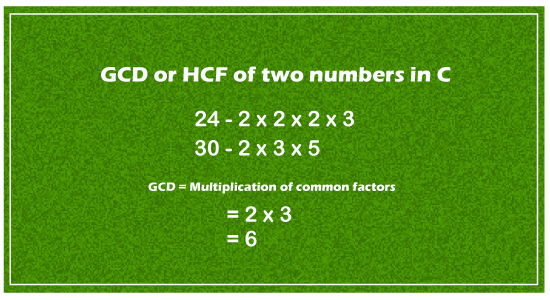 GCD or HCF of two numbers in C
24 - 2 x 2 x 2 x 3
30 - 2 x 3 x 5
GCD = Multiplication of common factors
= 2 x 3
= 6